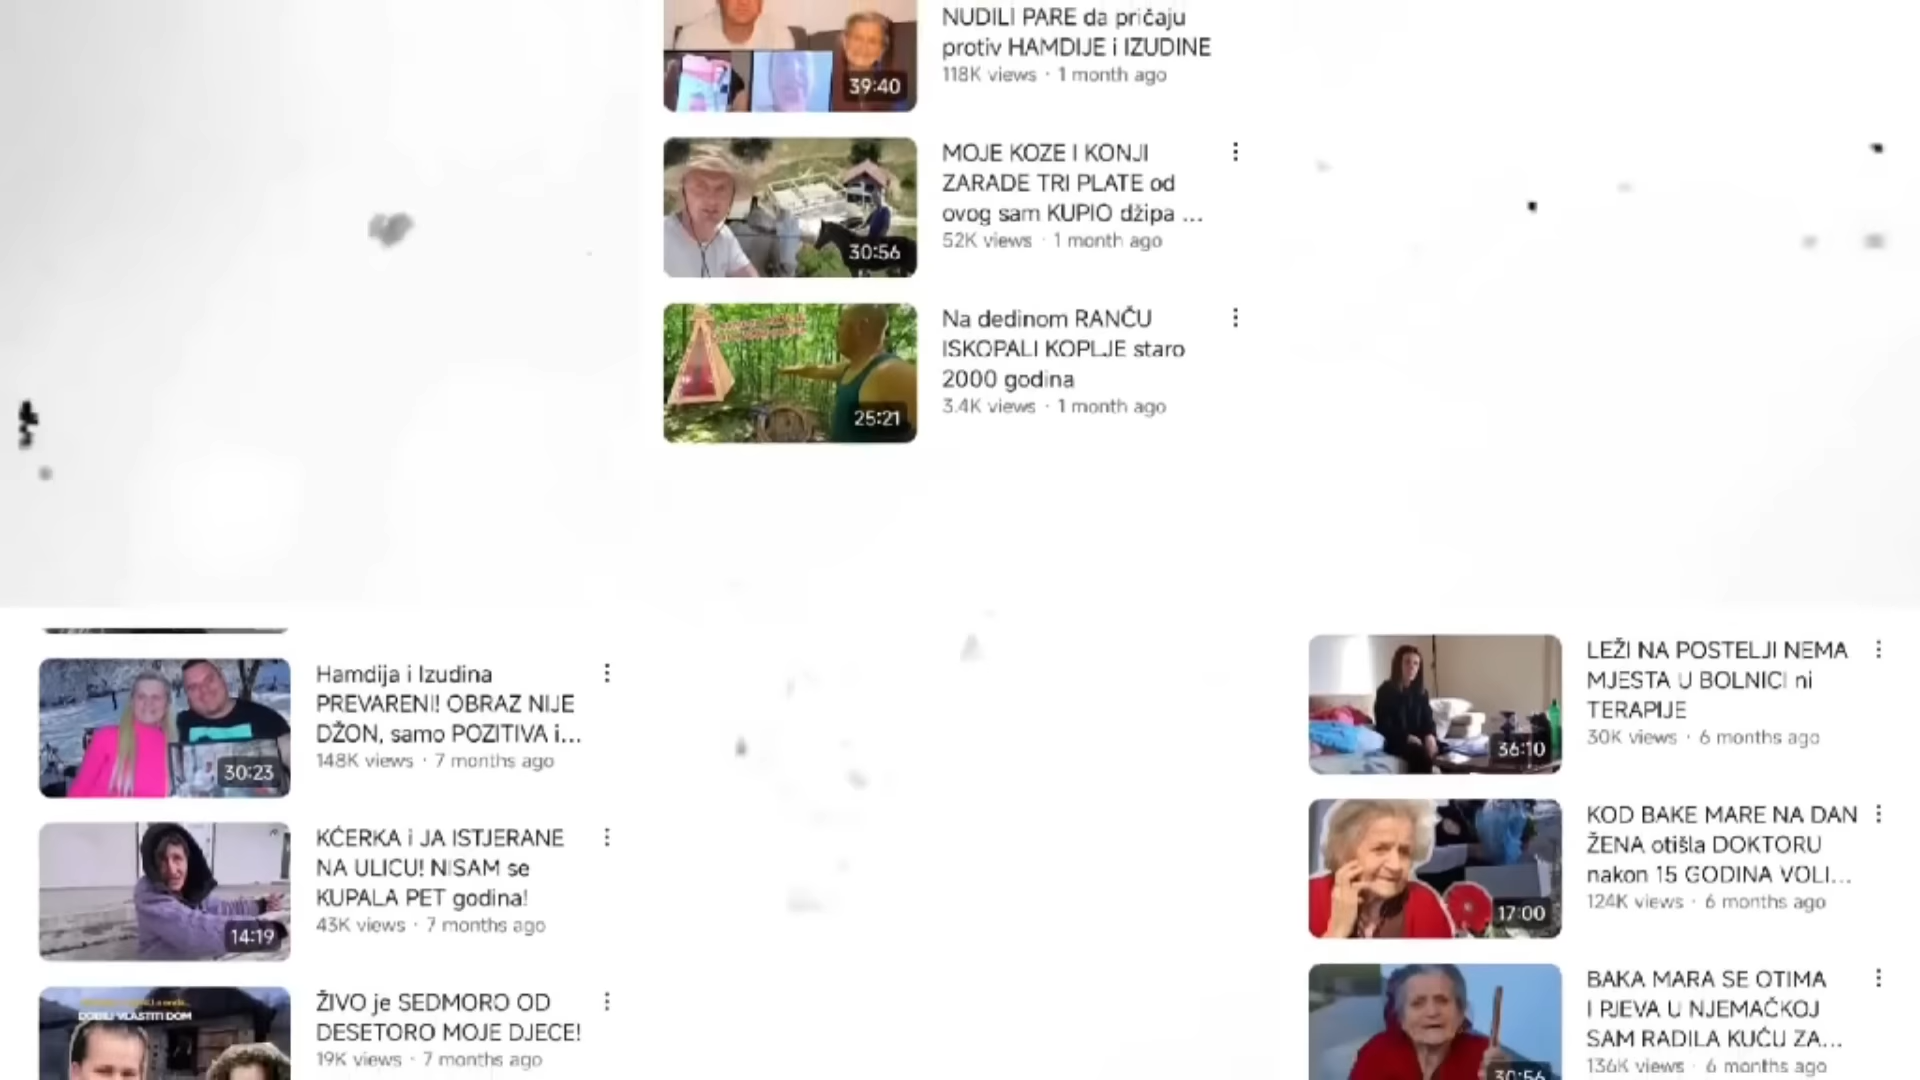 NUDILI PARE da pričaju
protiv HAMDIJE i IZUDINE
118K views · 1 month ago
39:40
MOJE KOZE I KONJI
ZARADE TRI PLATE od
ovog sam KUPIO džipa ...
52K views · 1 month ago
30:56
Na dedinom RANČU
ISKOPALI KOPLJE staro
2000 godina
3.4K views · 1 month ago
25:21
Hamdija i Izudina
PREVARENI! OBRAZ NIJE
DŽON, samo POZITIVA i...
148K views · 7 months ago
30:23
KĆERKA i JA ISTJERANE
NA ULICU! NISAM se
KUPALA PET godina!
43K views · 7 months ago
14:19
DOBILI VLASTITI DOM
ŽIVO je SEDMORO OD
DESETORO MOJE DJECE!
19K views · 7 months ago
LEŽI NA POSTELJI NEMA
MJESTA U BOLNICI ni
TERAPIJE
30K views · 6 months ago
36:10
KOD BAKE MARE NA DAN
ŽENA otišla DOKTORU
nakon 15 GODINA VOLI...
124K views · 6 months ago
17:00
BAKA MARA SE OTIMA
I PJEVA U NJEMAČKOJ
SAM RADILA KUĆU ZA...
136K views · 6 months ago
30:56